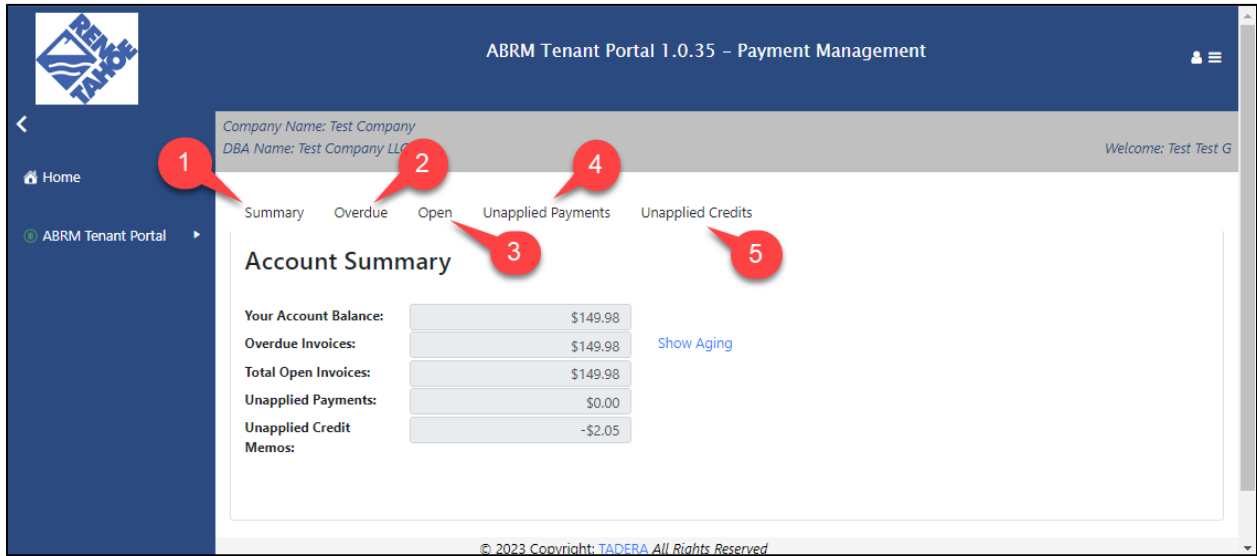 RENO
TAHOE
ABRM Tenant Portal 1.0.35 – Payment Management
Company Name: Test Company
DBA Name: Test Company LLC
Welcome: Test Test G
Home
ABRM Tenant Portal
1
2
3
4
5
Summary Overdue Open Unapplied Payments Unapplied Credits
Account Summary
Your Account Balance: $149.98
Overdue Invoices: $149.98 Show Aging
Total Open Invoices: $149.98
Unapplied Payments: $0.00
Unapplied Credit -$2.05
Memos:
© 2023 Copyright: TADERA All Rights Reserved